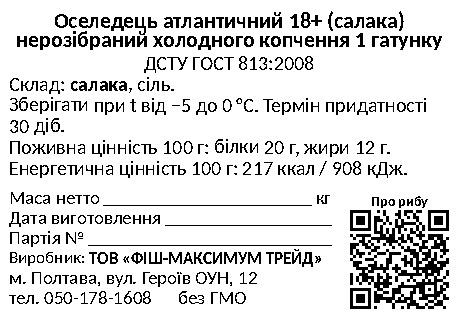 Оселедець атлантичний 18+ (салака)
нерозібраний холодного копчення 1 гатунку
ДСТУ ГОСТ 813:2008
Склад: салака, сіль.
Зберігати при t від −5 до 0 °С. Термін придатності
30 діб.
Поживна цінність 100 г: білки 20 г, жири 12 г.
Енергетична цінність 100 г: 217 ккал / 908 кДж.
Маса нетто ________________________ кг
Про рибу
Дата виготовлення ___________________
Партія № ____________________________
Виробник: ТОВ «ФІШ-МАКСИМУМ ТРЕЙД»
м. Полтава, вул. Героїв ОУН, 12
тел. 050-178-1608 без ГМО